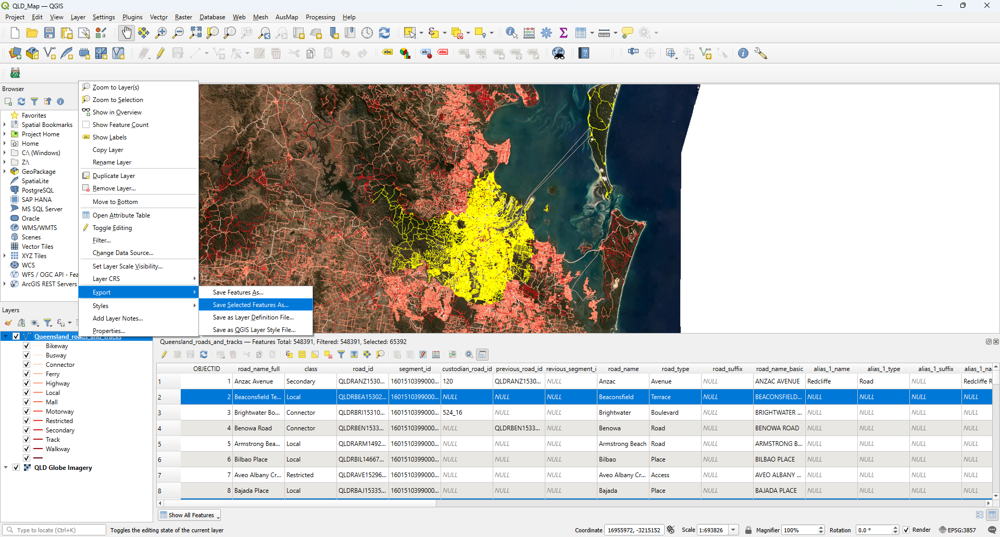 QLD_Map — QGIS
Project Edit View Layer Settings Plugins Vector Raster Database Web Mesh AusMap Processing Help
Browser
Favorites
Spatial Bookmarks
Project Home
Home
C:\ (Windows)
Z:\
GeoPackage
SpatiaLite
PostgreSQL
SAP HANA
MS SQL Server
Oracle
WMS/WMTS
Scenes
Vector Tiles
XYZ Tiles
WCS
WFS / OGC API - Fea
ArcGIS REST Servers
Zoom to Layer(s)
Zoom to Selection
Show in Overview
Show Feature Count
Show Labels
Copy Layer
Rename Layer
Duplicate Layer
Remove Layer...
Move to Bottom
Open Attribute Table
Toggle Editing
Filter...
Change Data Source...
Set Layer Scale Visibility...
Layer CRS
Export
Styles
Add Layer Notes...
Properties...
Save Features As...
Save Selected Features As...
Save as Layer Definition File...
Save as QGIS Layer Style File...
Layers
Queensland_roads_and_tracks
Bikeway
Busway
Connector
Ferry
Highway
Local
Mall
Motorway
Restricted
Secondary
Track
Walkway
QLD Globe Imagery
Queensland_roads_and_tracks — Features Total: 548391, Filtered: 548391, Selected: 65392
OBJECTID road_name_full class road_id segment_id custodian_road_id previous_road_id revious_segment_i road_name road_type road_suffix road_name_basic alias_1_name alias_1_type alias_1_suffix alias_1_na
1 1 Anzac Avenue Secondary QLDRANZ1530... 1601510399000... 120 QLDRANZ1530... NULL Anzac Avenue NULL ANZAC AVENUE Redcliffe Road NULL Redcliffe R
2 2 Beaconsfield Te... Local QLDRBEA15302... 1601510399000... NULL NULL NULL Beaconsfield Terrace NULL BEACONSFIELD... NULL NULL NULL NULL
3 3 Brightwater Bo... Connector QLDRBRI15310... 1601510399000... 524_16 NULL NULL Brightwater Boulevard NULL BRIGHTWATER ... NULL NULL NULL NULL
4 4 Benowa Road Connector QLDRBEN1533... 1601510399000... NULL QLDRBEN1533... NULL Benowa Road NULL BENOWA ROAD NULL NULL NULL NULL
5 5 Armstrong Bea... Local QLDRARM1492... 1601510399000... NULL NULL NULL Armstrong Beach Road NULL ARMSTRONG B... NULL NULL NULL NULL
6 6 Bilbao Place Local QLDRBIL14667... 1601510399000... NULL NULL NULL Bilbao Place NULL BILBAO PLACE NULL NULL NULL NULL
7 7 Aveo Albany Cr... Restricted QLDRAVE15296... 1601510399000... NULL NULL NULL Aveo Albany Cr... Access NULL AVEO ALBANY ... NULL NULL NULL NULL
8 8 Bajada Place Local QLDRBAJ15335... 1601510399000... NULL NULL NULL Bajada Place NULL BAJADA PLACE NULL NULL NULL NULL
Show All Features
Type to locate (Ctrl+K) Toggles the editing state of the current layer Coordinate 16955972, -3215152 Scale 1:693826 Magnifier 100% Rotation 0.0 ° Render EPSG:3857